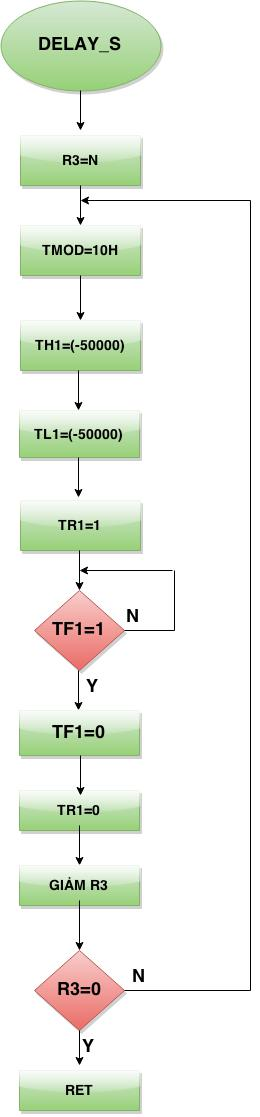 DELAY_S
R3=N
TMOD=10H
TH1=(-50000)
TL1=(-50000)
TR1=1
TF1=1
N
Y
TF1=0
TR1=0
GIẢM R3
R3=0
N
Y
RET